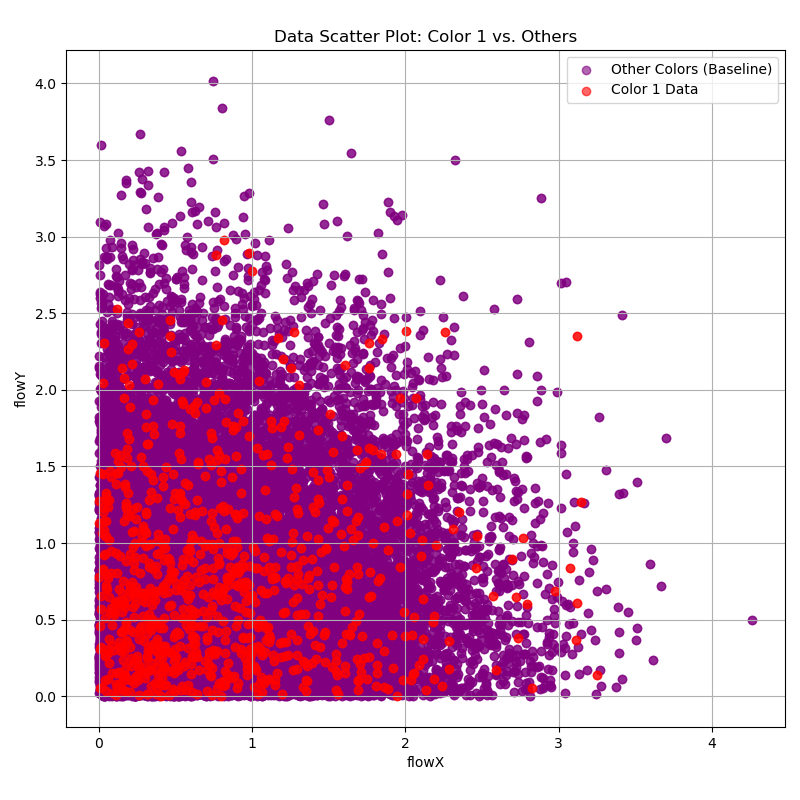 Data Scatter Plot: Color 1 vs. Others
Other Colors (Baseline)
Color 1 Data
4.0
3.5
3.0
2.5
2.0
1.5
1.0
0.5
0.0
flowY
0 1 2 3 4
flowX